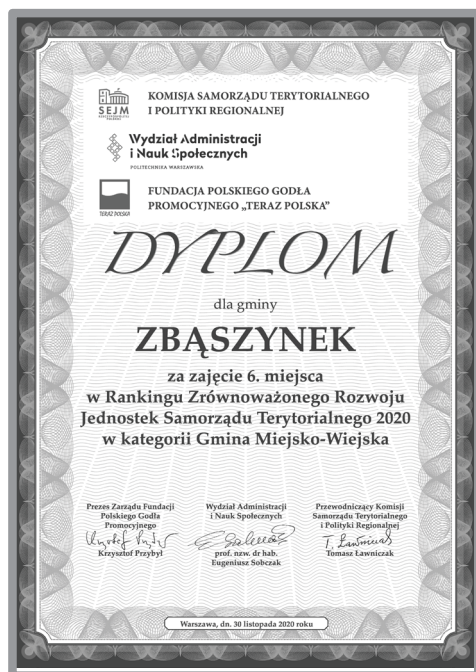 SEJM
RZECZYPOSPOLITEJ
POLSKIEJ
KOMISJA SAMORZĄDU TERYTORIALNEGO
I POLITYKI REGIONALNEJ
Wydział Administracji
i Nauk Społecznych
POLITECHNIKA WARSZAWSKA
TERAZ POLSKA
FUNDACJA POLSKIEGO GODŁA
PROMOCYJNEGO „TERAZ POLSKA”
DYPLOM
dla gminy
ZBĄSZYNEK
za zajęcie 6. miejsca
w Rankingu Zrównoważonego Rozwoju
Jednostek Samorządu Terytorialnego 2020
w kategorii Gmina Miejsko-Wiejska
Prezes Zarządu Fundacji
Polskiego Godła
Promocyjnego
Krzysztof Przybył
Wydział Administracji
i Nauk Społecznych
prof. nzw. dr hab.
Eugeniusz Sobczak
Przewodniczący Komisji
Samorządu Terytorialnego
i Polityki Regionalnej
T. Ławniczak
Tomasz Ławniczak
Warszawa, dn. 30 listopada 2020 roku